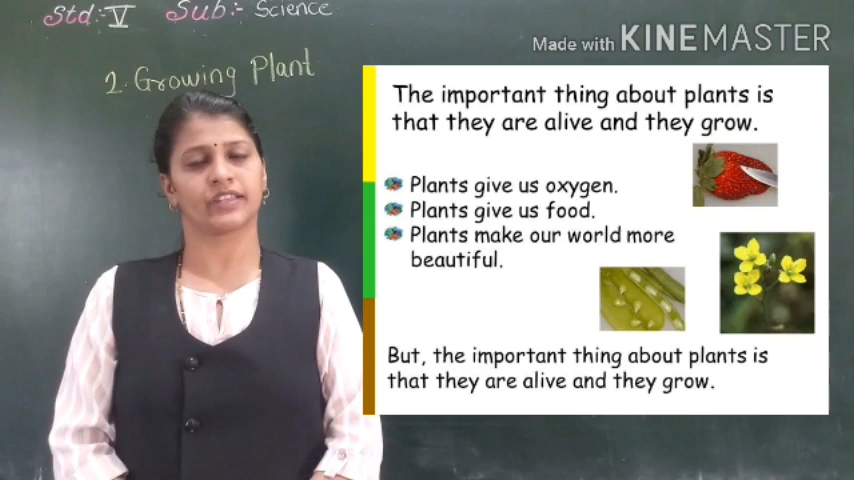 Std:- V Sub:- Science
Made with KINEMASTER
2. Growing Plant
The important thing about plants is
that they are alive and they grow.
Plants give us oxygen.
Plants give us food.
Plants make our world more
beautiful.
But, the important thing about plants is
that they are alive and they grow.